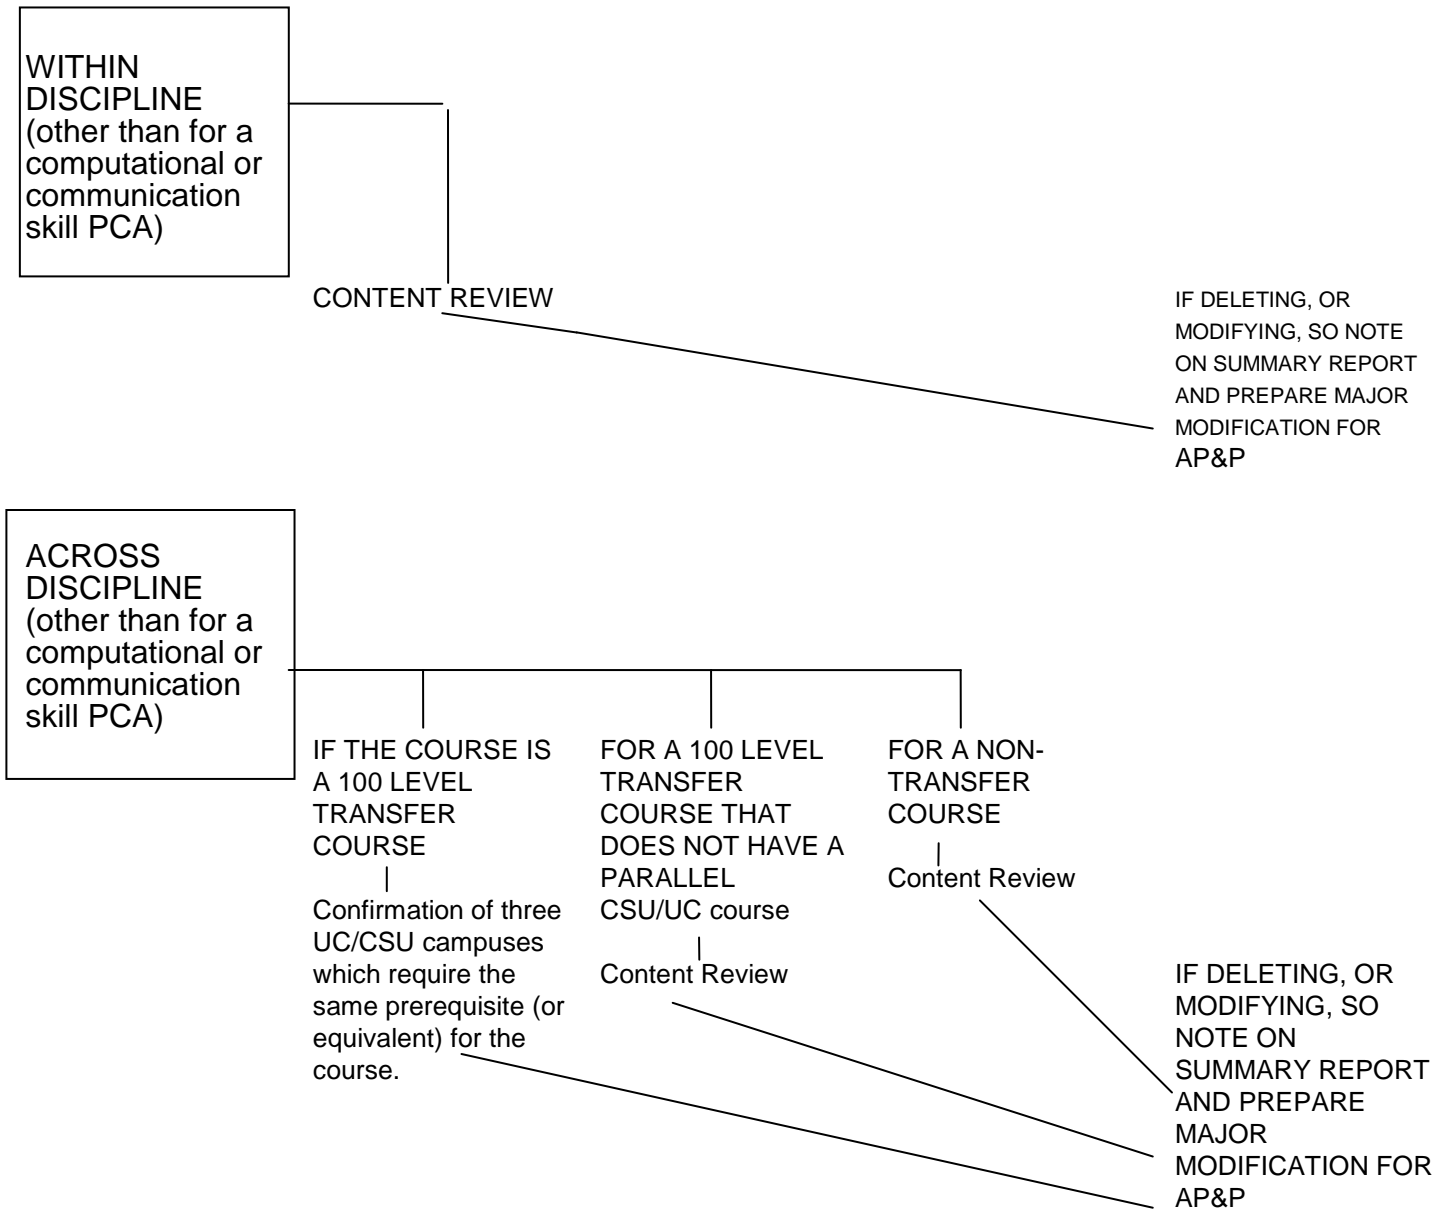 WITHIN
DISCIPLINE
(other than for a
computational or
communication
skill PCA)
CONTENT REVIEW
IF DELETING, OR
MODIFYING, SO NOTE
ON SUMMARY REPORT
AND PREPARE MAJOR
MODIFICATION FOR
AP&P
ACROSS
DISCIPLINE
(other than for a
computational or
communication
skill PCA)
IF THE COURSE IS
A 100 LEVEL
TRANSFER
COURSE
Confirmation of three
UC/CSU campuses
which require the
same prerequisite (or
equivalent) for the
course.
FOR A 100 LEVEL
TRANSFER
COURSE THAT
DOES NOT HAVE A
PARALLEL
CSU/UC course
Content Review
FOR A NON-
TRANSFER
COURSE
Content Review
IF DELETING, OR
MODIFYING, SO
NOTE ON
SUMMARY REPORT
AND PREPARE
MAJOR
MODIFICATION FOR
AP&P